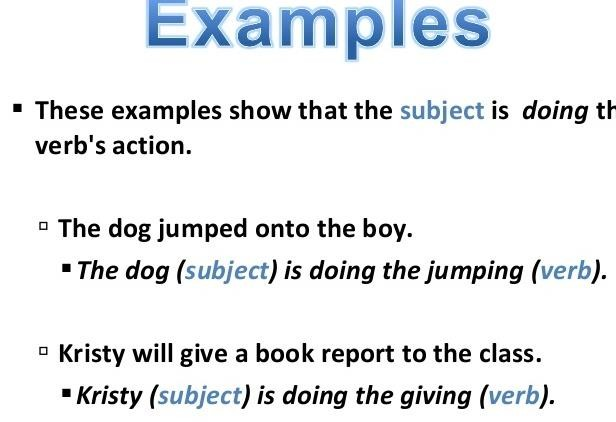 Examples
▪ These examples show that the subject is doing th
verb's action.
▫ The dog jumped onto the boy.
▪ The dog (subject) is doing the jumping (verb).
▫ Kristy will give a book report to the class.
▪ Kristy (subject) is doing the giving (verb).